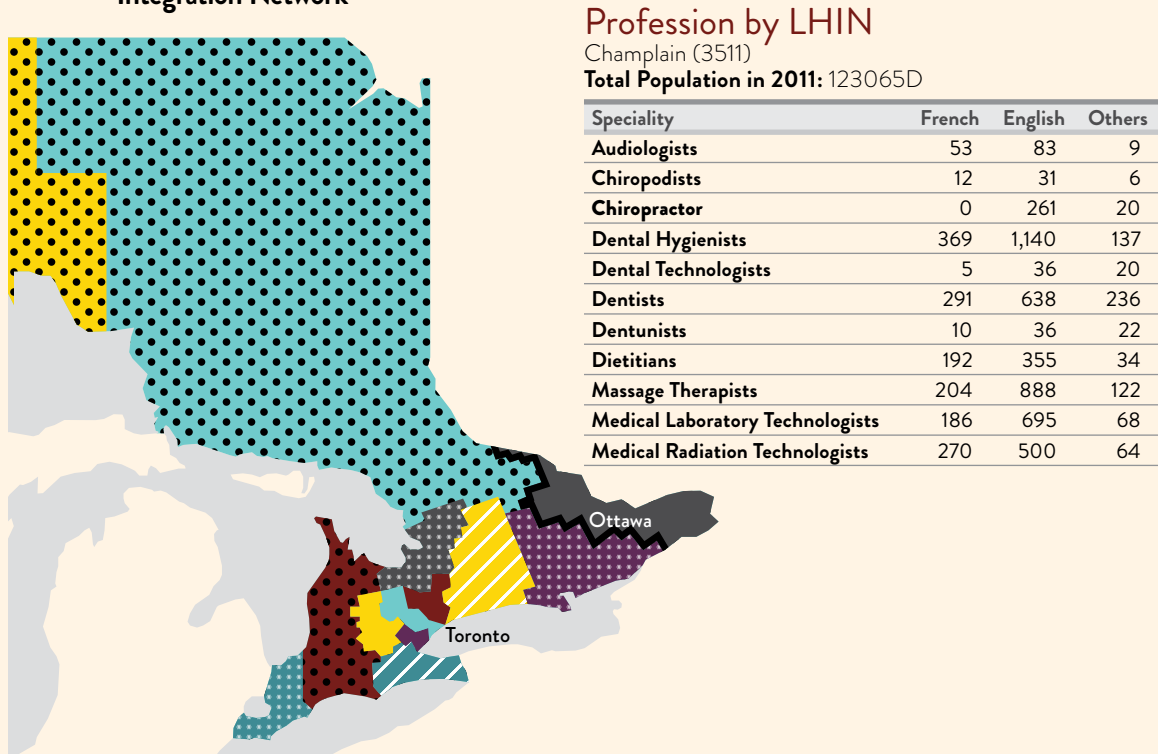 Integration Network
Profession by LHIN
Champlain (3511)
Total Population in 2011: 123065D
Speciality French English Others
Audiologists 53 83 9
Chiropodists 12 31 6
Chiropractor 0 261 20
Dental Hygienists 369 1,140 137
Dental Technologists 5 36 20
Dentists 291 638 236
Dentunists 10 36 22
Dietitians 192 355 34
Massage Therapists 204 888 122
Medical Laboratory Technologists 186 695 68
Medical Radiation Technologists 270 500 64
Ottawa
Toronto